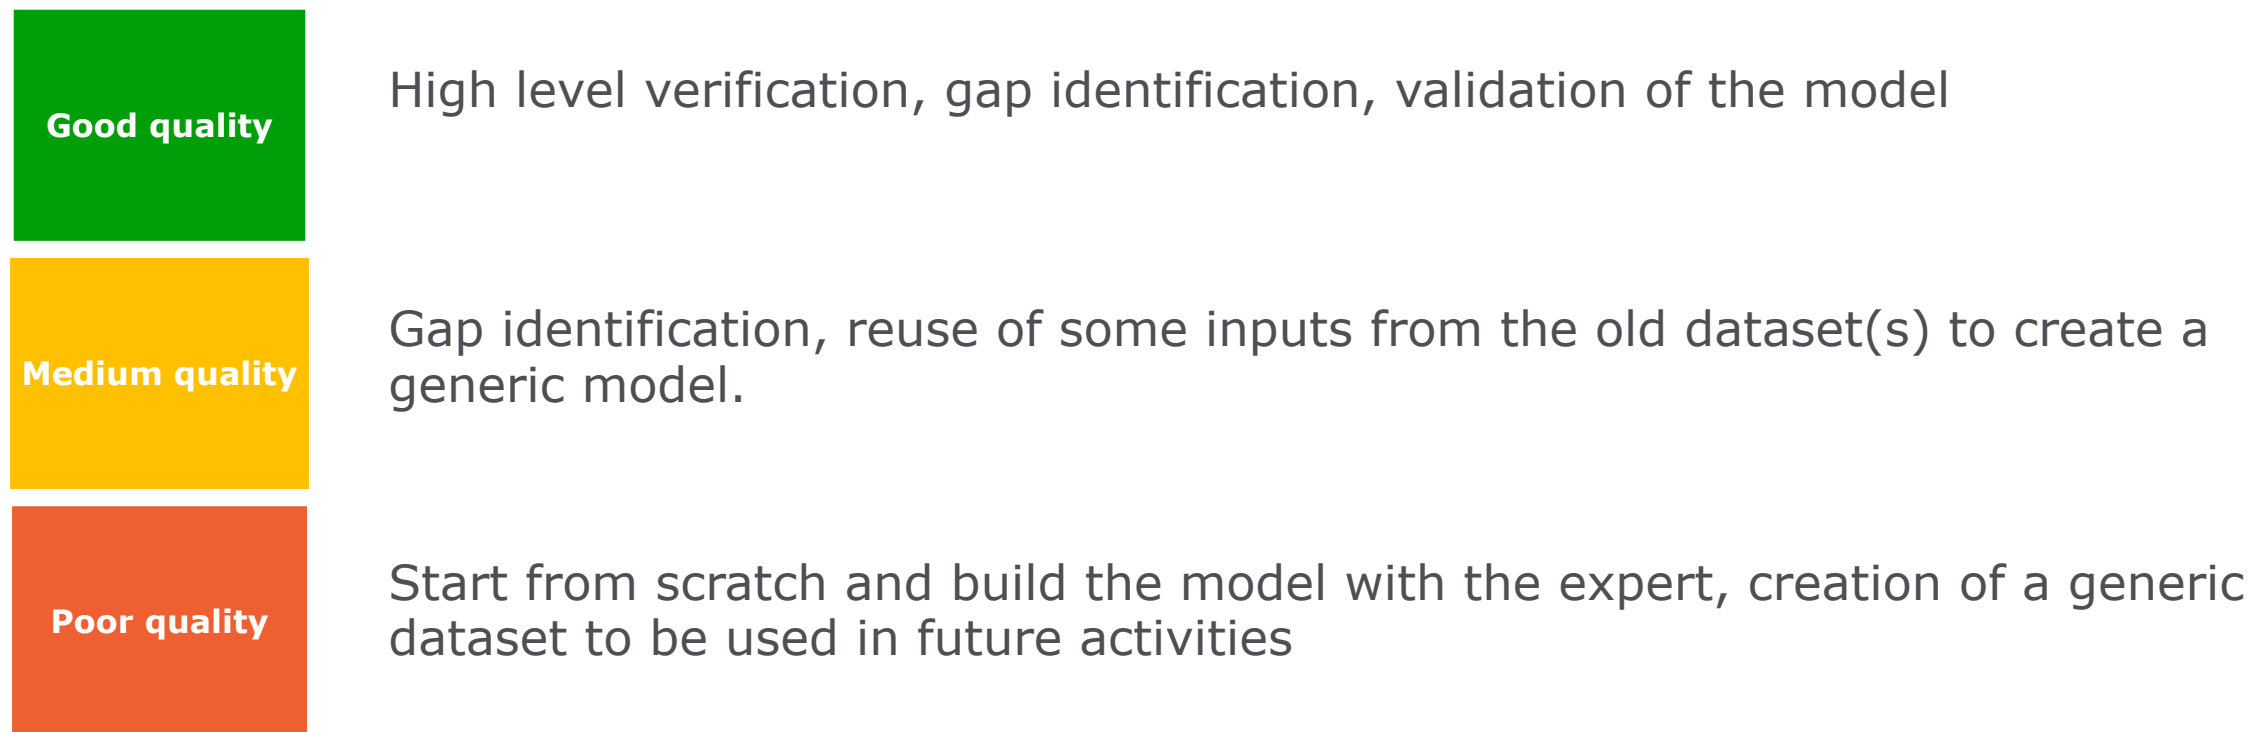 Good quality
High level verification, gap identification, validation of the model
Medium quality
Gap identification, reuse of some inputs from the old dataset(s) to create a
generic model.
Poor quality
Start from scratch and build the model with the expert, creation of a generic
dataset to be used in future activities